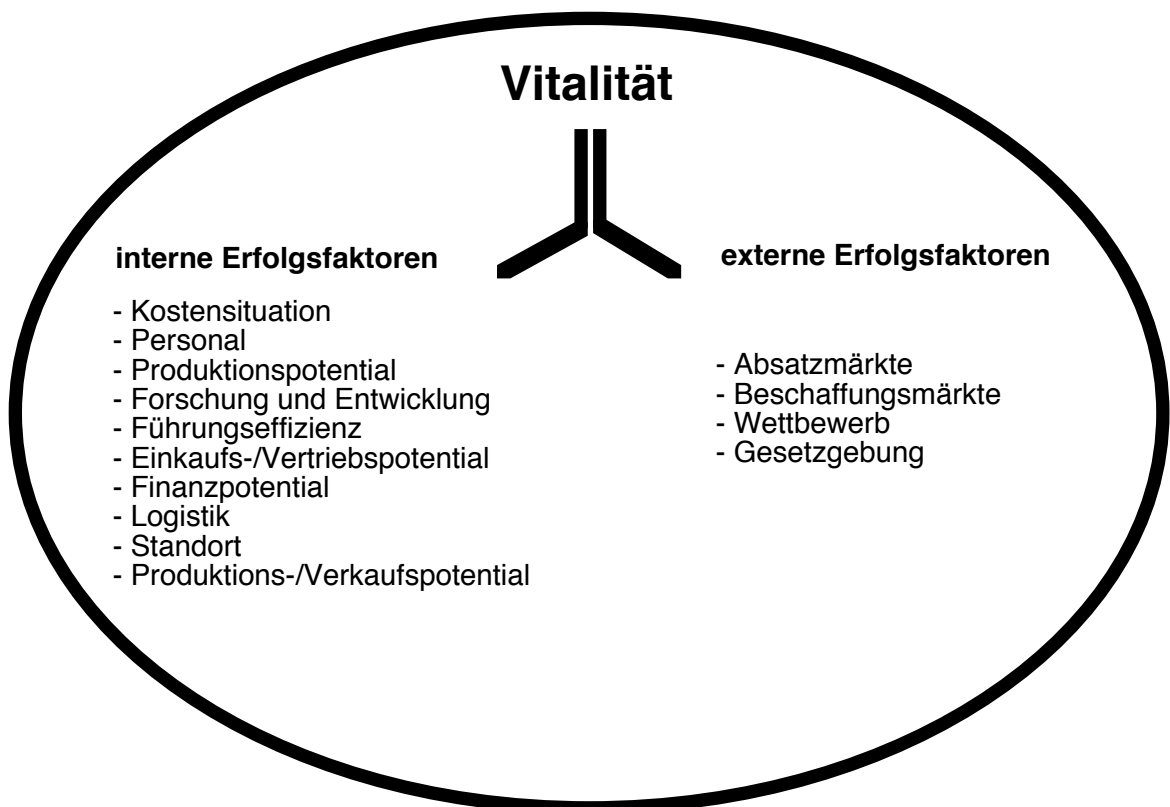 Vitalität
interne Erfolgsfaktoren
- Kostensituation
- Personal
- Produktionspotential
- Forschung und Entwicklung
- Führungseffizienz
- Einkaufs-/Vertriebspotential
- Finanzpotential
- Logistik
- Standort
- Produktions-/Verkaufspotential
externe Erfolgsfaktoren
- Absatzmärkte
- Beschaffungsmärkte
- Wettbewerb
- Gesetzgebung